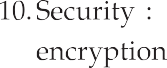 10. Security :
encryption